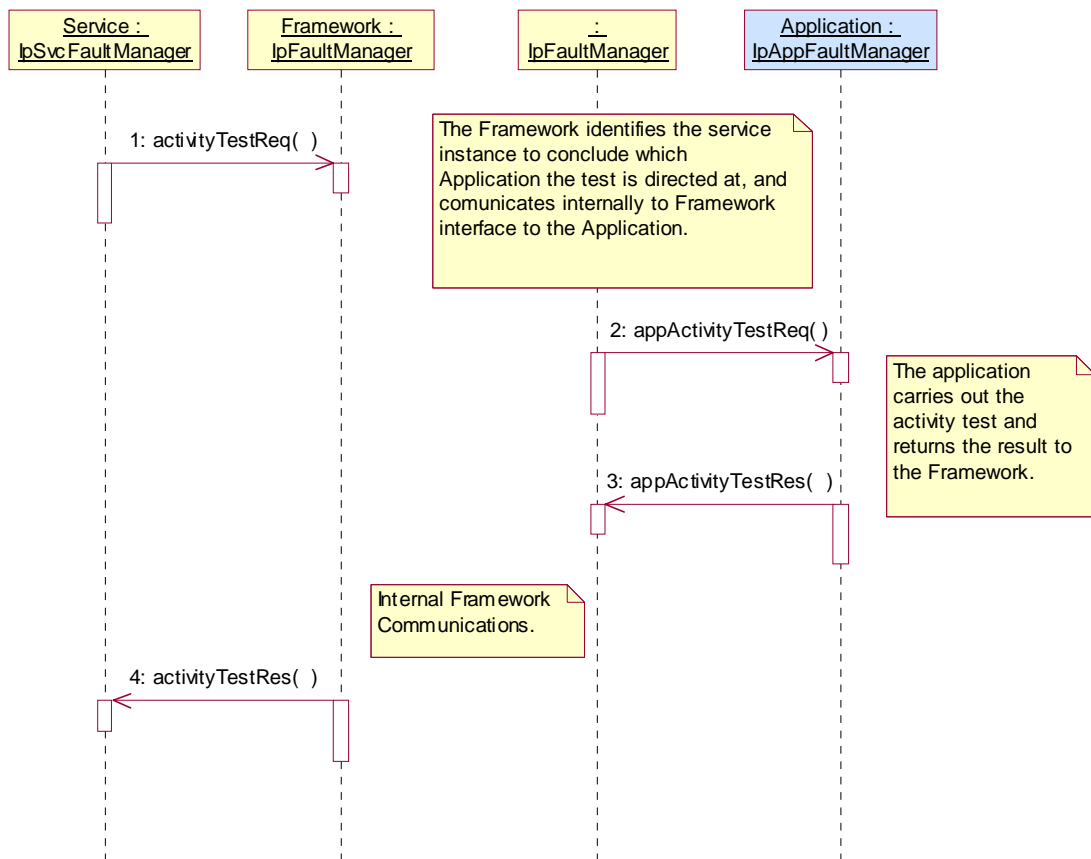 Service :
IpSvcFaultManager
Framework :
IpFaultManager
:
IpFaultManager
Application :
IpAppFaultManager
1: activityTestReq( )
The Framework identifies the service
instance to conclude which
Application the test is directed at, and
comunicates internally to Framework
interface to the Application.
2: appActivityTestReq( )
The application
carries out the
activity test and
returns the result to
the Framework.
3: appActivityTestRes( )
Internal Framework
Communications.
4: activityTestRes( )